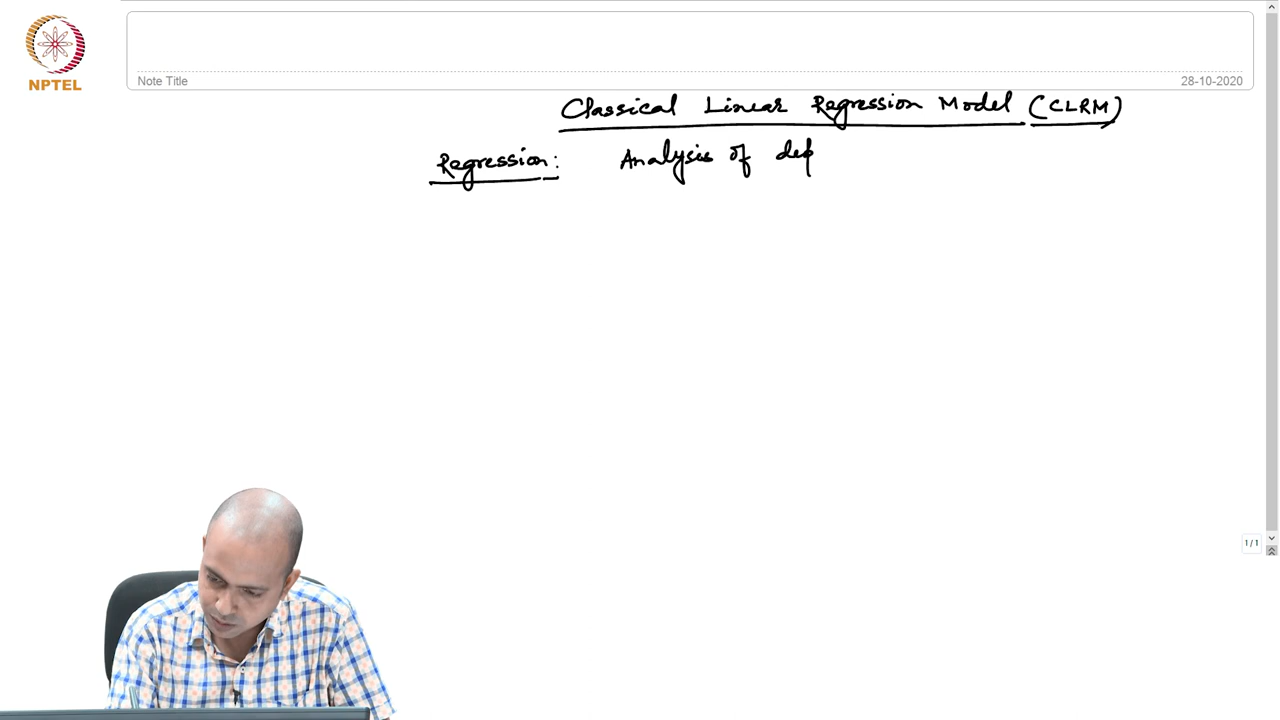 NPTEL
Note Title
28-10-2020
Classical Linear Regression Model (CLRM)
Regression: Analysis of dep
1 / 1